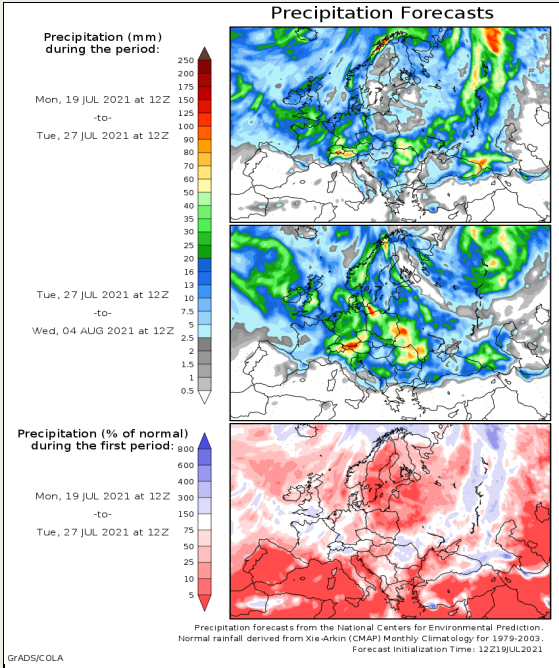 Precipitation Forecasts
Precipitation (mm)
during the period:
250
200
175
150
125
100
90
80
70
60
50
40
35
30
25
20
16
13
10
7.5
5
2.5
2
1.5
1
0.5
Mon, 19 JUL 2021 at 12Z
-to-
Tue, 27 JUL 2021 at 12Z
Tue, 27 JUL 2021 at 12Z
-to-
Wed, 04 AUG 2021 at 12Z
Precipitation (% of normal)
during the first period:
800
600
400
300
150
75
50
25
10
5
Mon, 19 JUL 2021 at 12Z
-to-
Tue, 27 JUL 2021 at 12Z
Precipitation forecasts from the National Centers for Environmental Prediction.
Normal rainfall derived from Xie-Arkin (CMAP) Monthly Climatology for 1979-2003.
Forecast Initialization Time: 12Z19JUL2021
GrADS/COLA